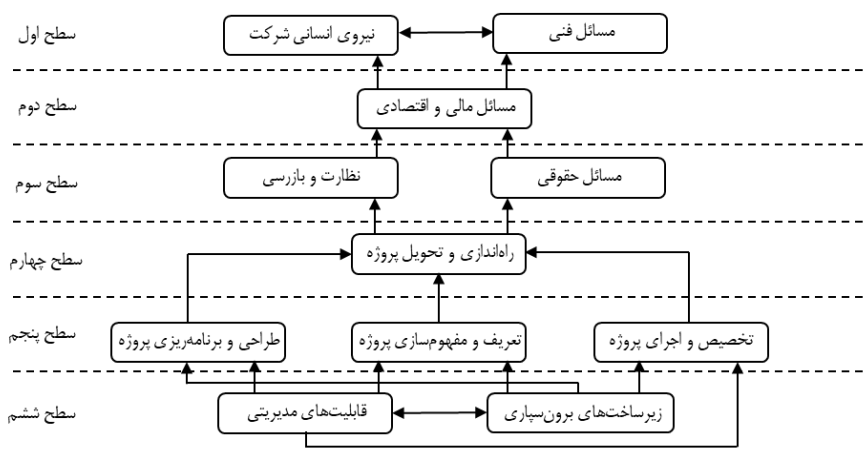 سطح اول
مسائل فنی
نیروی انسانی شرکت
سطح دوم
مسائل مالی و اقتصادی
سطح سوم
مسائل حقوقی
نظارت و بازرسی
سطح چهارم
راه‌اندازی و تحویل پروژه
سطح پنجم
تخصیص و اجرای پروژه
تعریف و مفهوم‌سازی پروژه
طراحی و برنامه‌ریزی پروژه
سطح ششم
زیرساخت‌های برون‌سپاری
قابلیت‌های مدیریتی